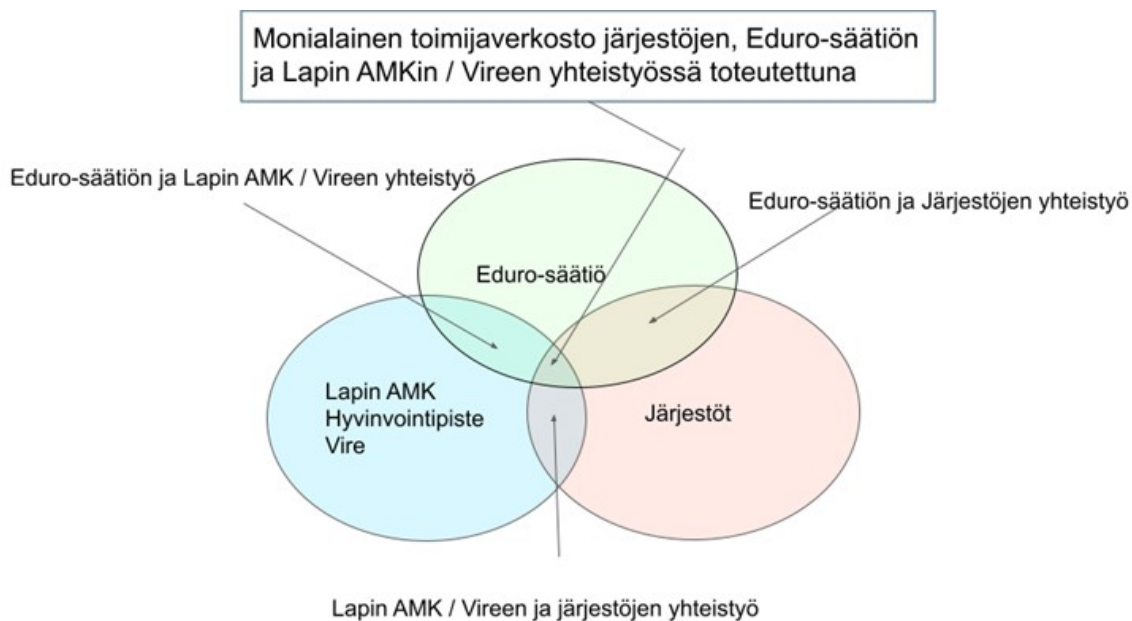 Monialainen toimijaverkosto järjestöjen, Eduro-säätiön
ja Lapin AMKin / Vireen yhteistyössä toteutettuna
Eduro-säätiön ja Lapin AMK / Vireen yhteistyö
Eduro-säätiön ja Järjestöjen yhteistyö
Eduro-säätiö
Lapin AMK
Hyvinvointipiste
Vire
Järjestöt
Lapin AMK / Vireen ja järjestöjen yhteistyö